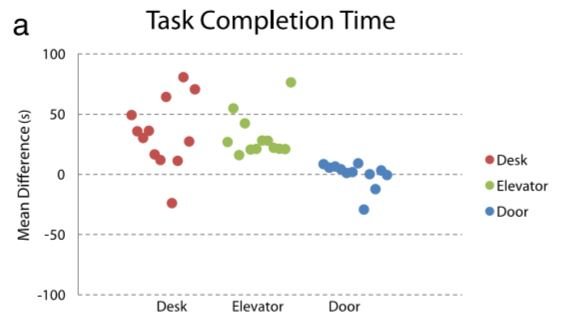 a
Task Completion Time
100
50
0
-50
-100
Mean Difference (s)
Desk
Elevator
Door
Desk
Elevator
Door